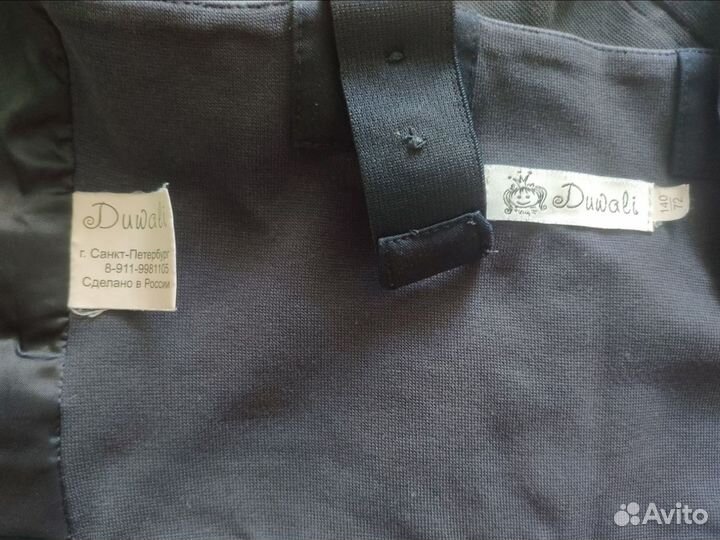 Duwali
г. Санкт-Петербург
8-911-9981105
Сделано в России
Duwali
140
72
Avito